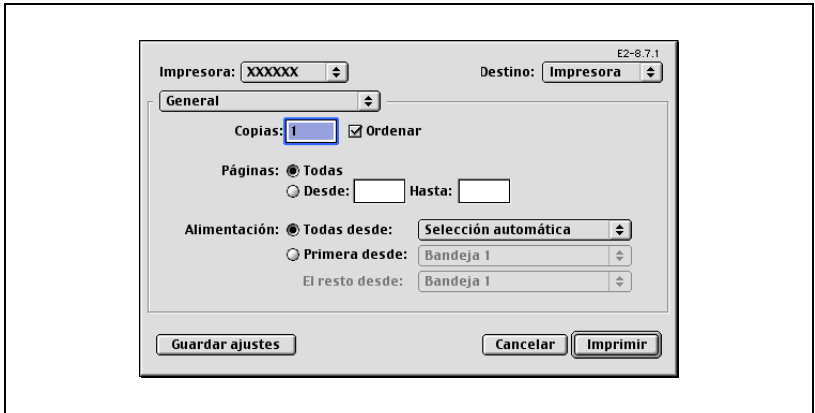 E2-8.7.1
Impresora: XXXXXX Destino: Impresora
General
Copias: 1 Ordenar
Páginas: Todas
Desde: Hasta:
Alimentación: Todas desde: Selección automática
Primera desde: Bandeja 1
El resto desde: Bandeja 1
Guardar ajustes Cancelar Imprimir